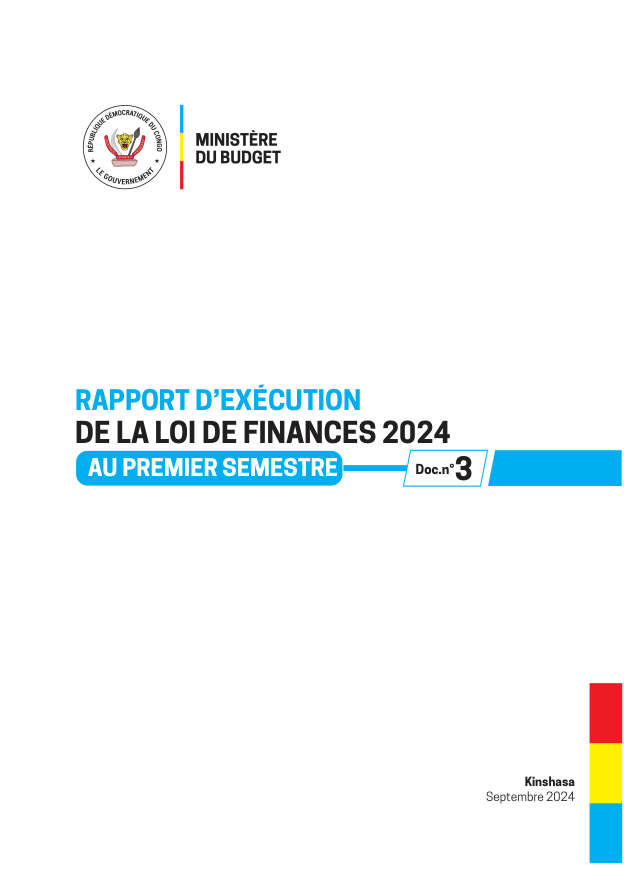 RÉPUBLIQUE DÉMOCRATIQUE DU CONGO
LE GOUVERNEMENT
MINISTÈRE
DU BUDGET
RAPPORT D’EXÉCUTION
DE LA LOI DE FINANCES 2024
AU PREMIER SEMESTRE
Doc.n° 3
Kinshasa
Septembre 2024